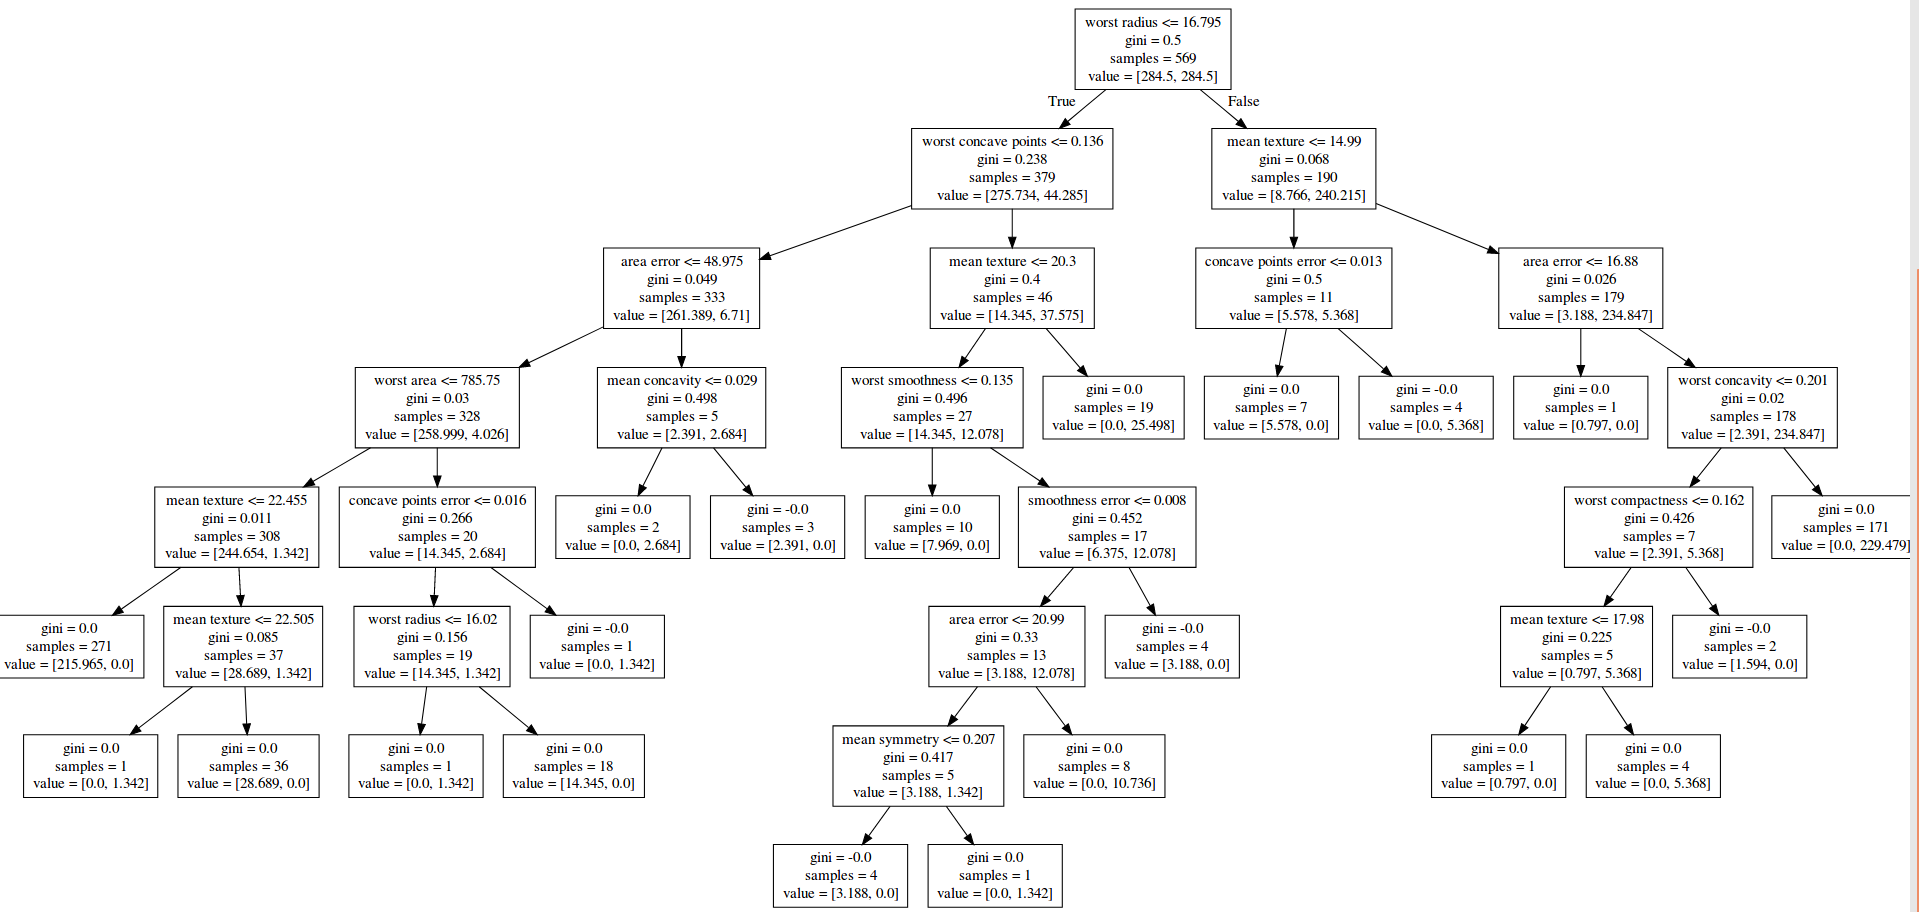 worst radius <= 16.795
gini = 0.5
samples = 569
value = [284.5, 284.5]
True
False
worst concave points <= 0.136
gini = 0.238
samples = 379
value = [275.734, 44.285]
mean texture <= 14.99
gini = 0.068
samples = 190
value = [8.766, 240.215]
area error <= 48.975
gini = 0.049
samples = 333
value = [261.389, 6.71]
mean texture <= 20.3
gini = 0.4
samples = 46
value = [14.345, 37.575]
concave points error <= 0.013
gini = 0.5
samples = 11
value = [5.578, 5.368]
area error <= 16.88
gini = 0.026
samples = 179
value = [3.188, 234.847]
worst area <= 785.75
gini = 0.03
samples = 328
value = [258.999, 4.026]
mean concavity <= 0.029
gini = 0.498
samples = 5
value = [2.391, 2.684]
worst smoothness <= 0.135
gini = 0.496
samples = 27
value = [14.345, 12.078]
gini = 0.0
samples = 19
value = [0.0, 25.498]
gini = 0.0
samples = 7
value = [5.578, 0.0]
gini = -0.0
samples = 4
value = [0.0, 5.368]
gini = 0.0
samples = 1
value = [0.797, 0.0]
worst concavity <= 0.201
gini = 0.02
samples = 178
value = [2.391, 234.847]
mean texture <= 22.455
gini = 0.011
samples = 308
value = [244.654, 1.342]
concave points error <= 0.016
gini = 0.266
samples = 20
value = [14.345, 2.684]
gini = 0.0
samples = 2
value = [0.0, 2.684]
gini = -0.0
samples = 3
value = [2.391, 0.0]
gini = 0.0
samples = 10
value = [7.969, 0.0]
smoothness error <= 0.008
gini = 0.452
samples = 17
value = [6.375, 12.078]
worst compactness <= 0.162
gini = 0.426
samples = 7
value = [2.391, 5.368]
gini = 0.0
samples = 171
value = [0.0, 229.479]
gini = 0.0
samples = 271
value = [215.965, 0.0]
mean texture <= 22.505
gini = 0.085
samples = 37
value = [28.689, 1.342]
worst radius <= 16.02
gini = 0.156
samples = 19
value = [14.345, 1.342]
gini = -0.0
samples = 1
value = [0.0, 1.342]
area error <= 20.99
gini = 0.33
samples = 13
value = [3.188, 12.078]
gini = -0.0
samples = 4
value = [3.188, 0.0]
mean texture <= 17.98
gini = 0.225
samples = 5
value = [0.797, 5.368]
gini = -0.0
samples = 2
value = [1.594, 0.0]
gini = 0.0
samples = 1
value = [0.0, 1.342]
gini = 0.0
samples = 36
value = [28.689, 0.0]
gini = 0.0
samples = 1
value = [0.0, 1.342]
gini = 0.0
samples = 18
value = [14.345, 0.0]
mean symmetry <= 0.207
gini = 0.417
samples = 5
value = [3.188, 1.342]
gini = 0.0
samples = 8
value = [0.0, 10.736]
gini = 0.0
samples = 1
value = [0.797, 0.0]
gini = 0.0
samples = 4
value = [0.0, 5.368]
gini = -0.0
samples = 4
value = [3.188, 0.0]
gini = 0.0
samples = 1
value = [0.0, 1.342]